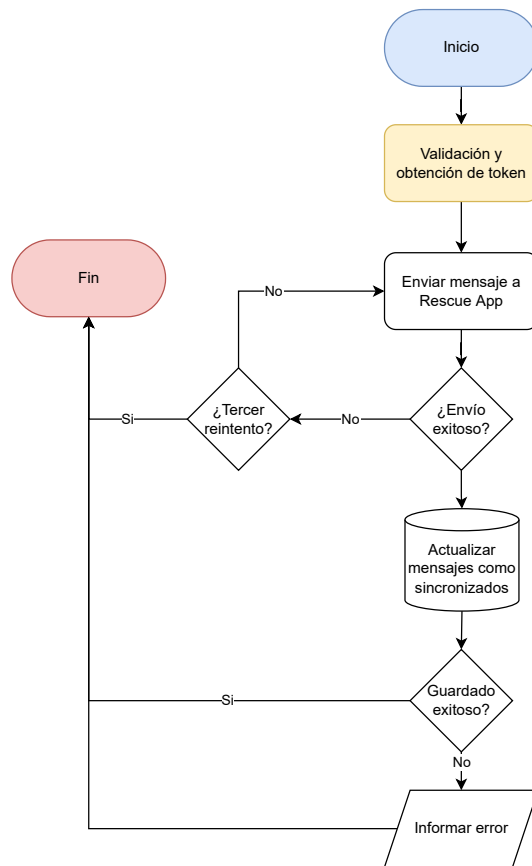 Inicio
Validación y
obtención de token
Fin
Enviar mensaje a
Rescue App
No
¿Tercer
reintento?
Si
No
¿Envío
exitoso?
Actualizar
mensajes como
sincronizados
Guardado
exitoso?
Si
No
Informar error